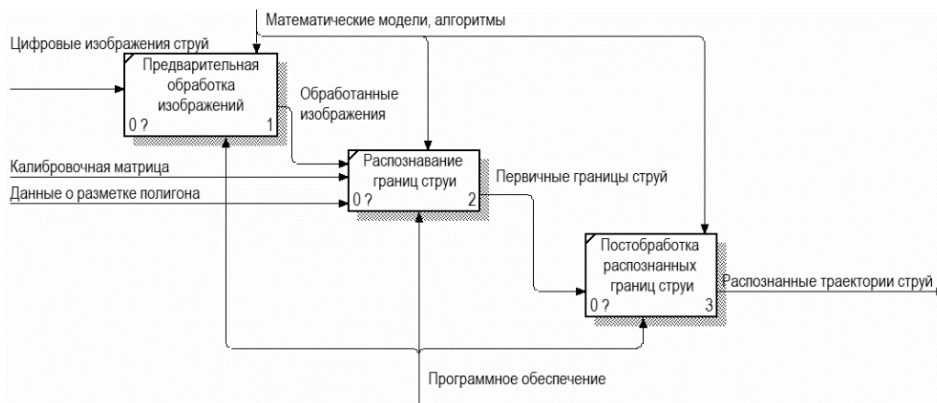 Математические модели, алгоритмы
Цифровые изображения струй
Предварительная
обработка
изображений
0 ?
1
Обработанные
изображения
Калибровочная матрица
Данные о разметке полигона
Распознавание
границ струи
0 ?
2
Первичные границы струй
Постобработка
распознанных
границ струи
0 ?
3
Распознанные траектории струй
Программное обеспечение